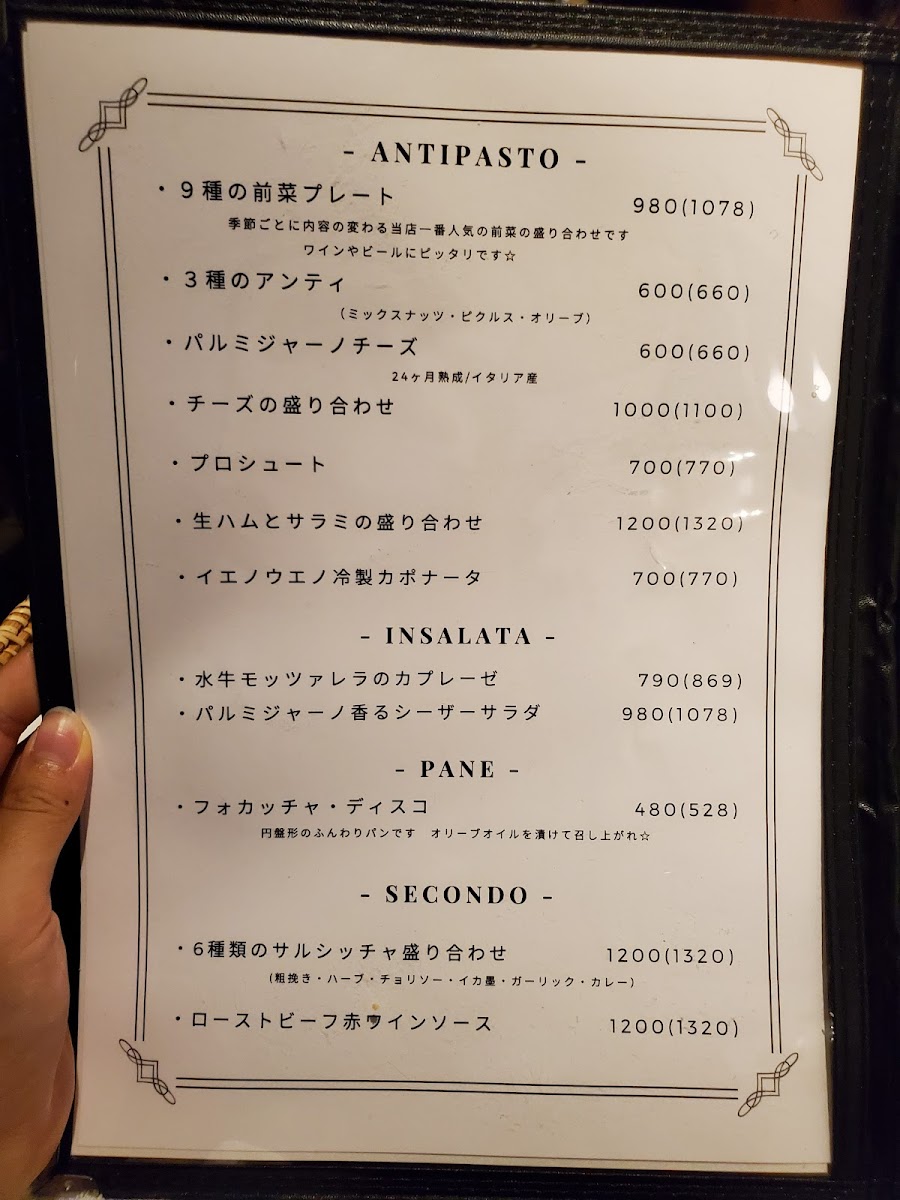 - ANTIPASTO -
・9種の前菜プレート 980(1078)
季節ごとに内容の変わる当店一番人気の前菜の盛り合わせです
ワインやビールにピッタリです☆
・3種のアンティ 600(660)
(ミックスナッツ・ピクルス・オリーブ)
・パルミジャーノチーズ 600(660)
24ヶ月熟成/イタリア産
・チーズの盛り合わせ 1000(1100)
・プロシュート 700(770)
・生ハムとサラミの盛り合わせ 1200(1320)
・イエノウエノ冷製カポナータ 700(770)
- INSALATA -
・水牛モッツァレラのカプレーゼ 790(869)
・パルミジャーノ香るシーザーサラダ 980(1078)
- PANE -
・フォカッチャ・ディスコ 480(528)
円盤形のふんわりパンです オリーブオイルを漬けて召し上がれ☆
- SECONDO -
・6種類のサルシッチャ盛り合わせ 1200(1320)
(粗挽き・ハーブ・チョリソー・イカ墨・ガーリック・カレー)
・ローストビーフ赤ワインソース 1200(1320)